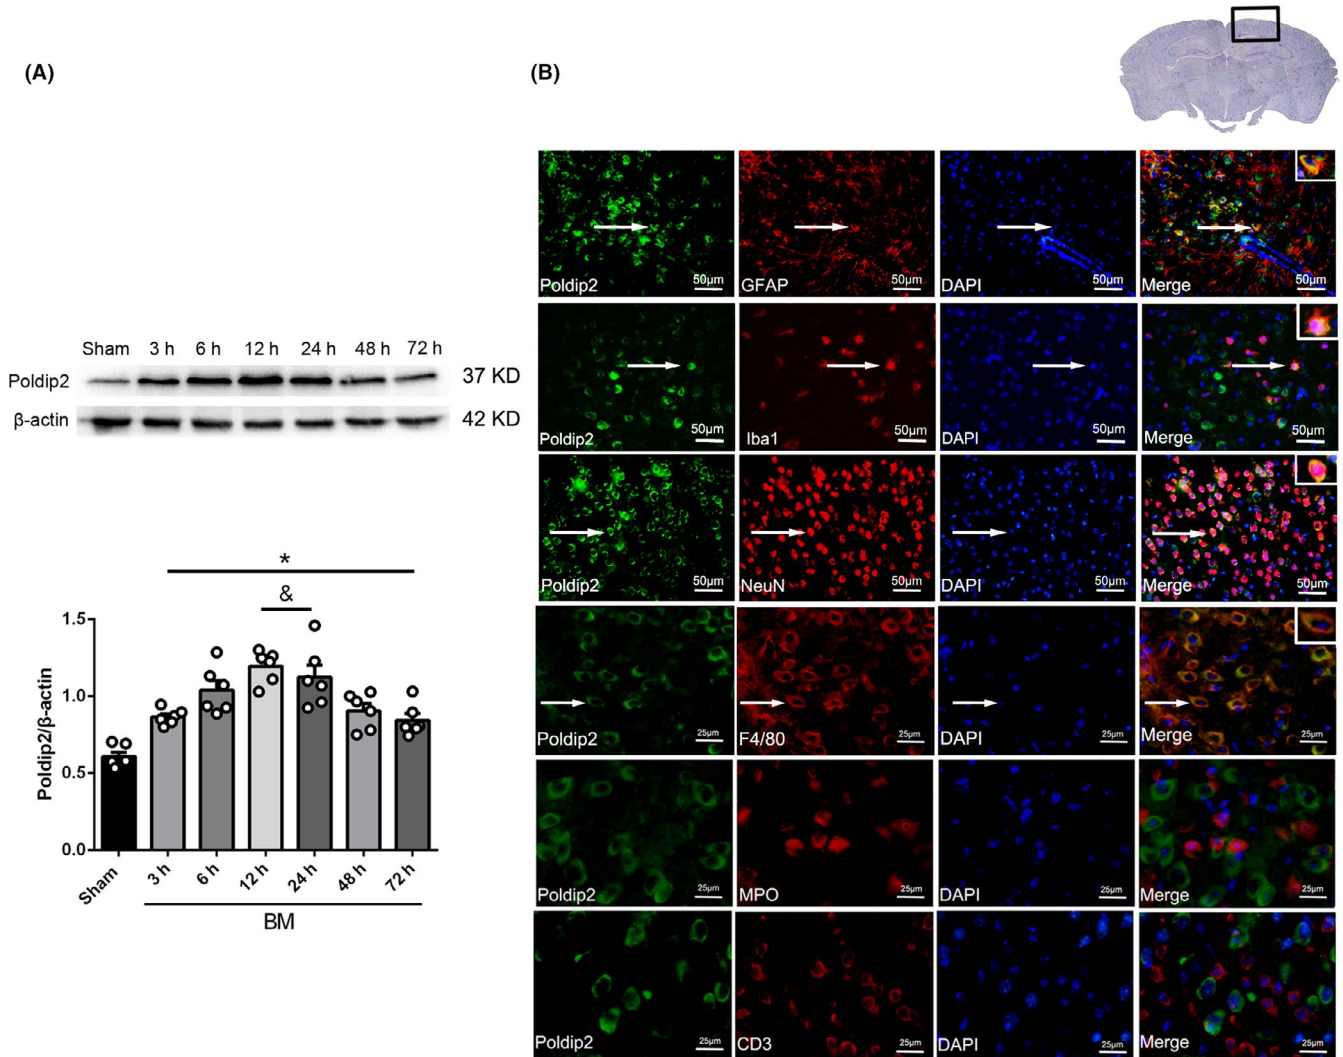 (A)
Sham 3 h 6 h 12 h 24 h 48 h 72 h
Poldip2 37 KD
β-actin 42 KD
*
&
Poldip2/β-actin
1.5
1.0
0.5
0.0
Sham 3 h 6 h 12 h 24 h 48 h 72 h
BM
(B)
50μm 50μm 50μm 50μm
Poldip2 GFAP DAPI Merge
50μm 50μm 50μm 50μm
Poldip2 Iba1 DAPI Merge
50μm 50μm 50μm 50μm
Poldip2 NeuN DAPI Merge
25μm 25μm 25μm 25μm
Poldip2 F4/80 DAPI Merge
25μm 25μm 25μm 25μm
Poldip2 MPO DAPI Merge
25μm 25μm 25μm 25μm
Poldip2 CD3 DAPI Merge